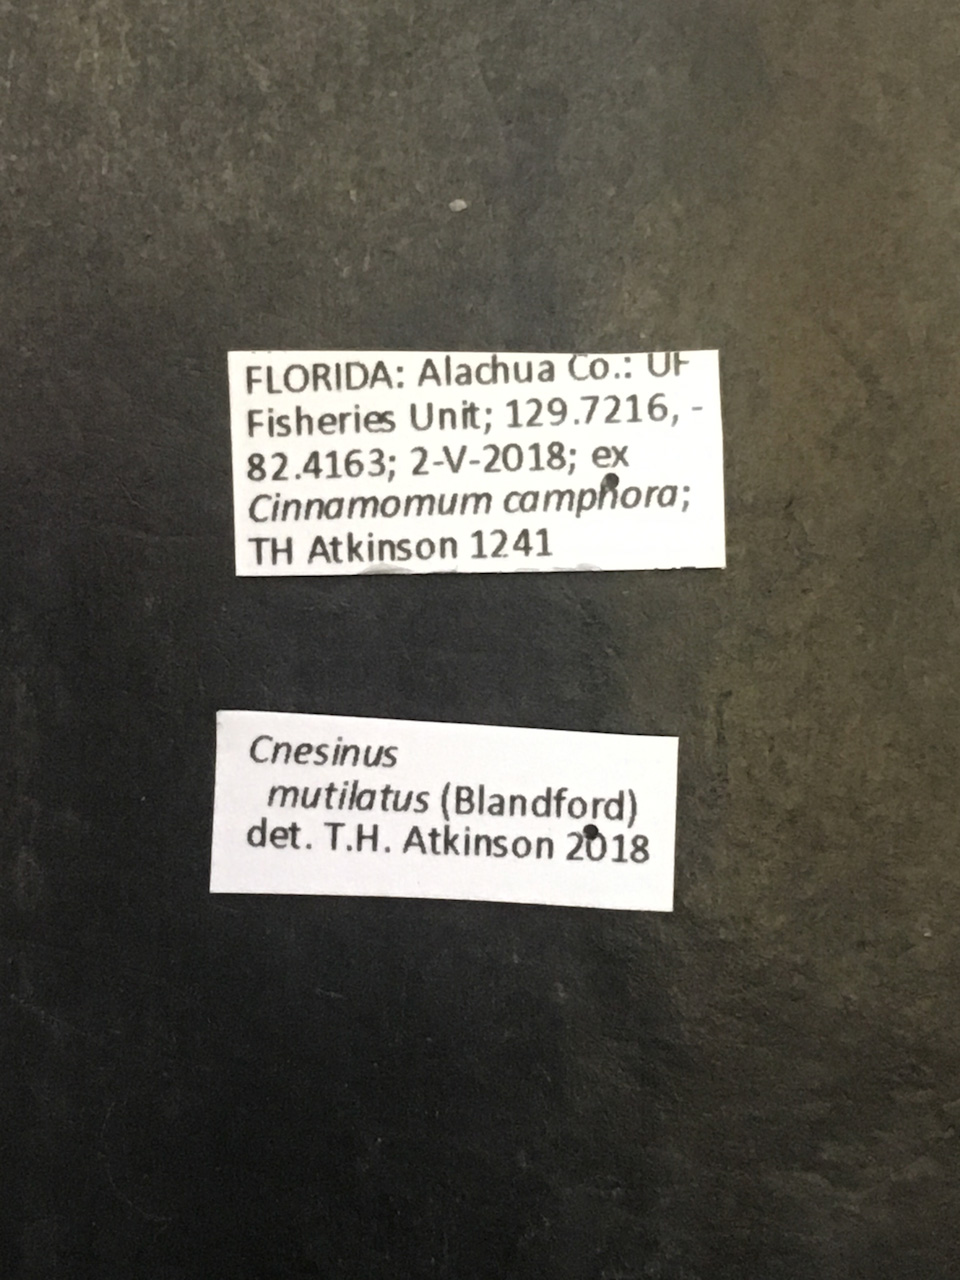 FLORIDA: Alachua Co.: UF
Fisheries Unit; 129.7216, -
82.4163; 2-V-2018; ex
Cinnamomum camphora;
TH Atkinson 1241
Cnesinus
mutilatus (Blandford)
det. T.H. Atkinson 2018